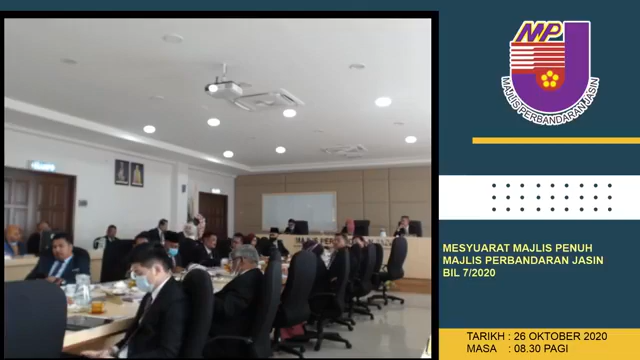 MP
MAJLIS PERBANDARAN JASIN
MESYUARAT MAJLIS PENUH
MAJLIS PERBANDARAN JASIN
BIL 7/2020
TARIKH : 26 OKTOBER 2020
MASA : 08.30 PAGI